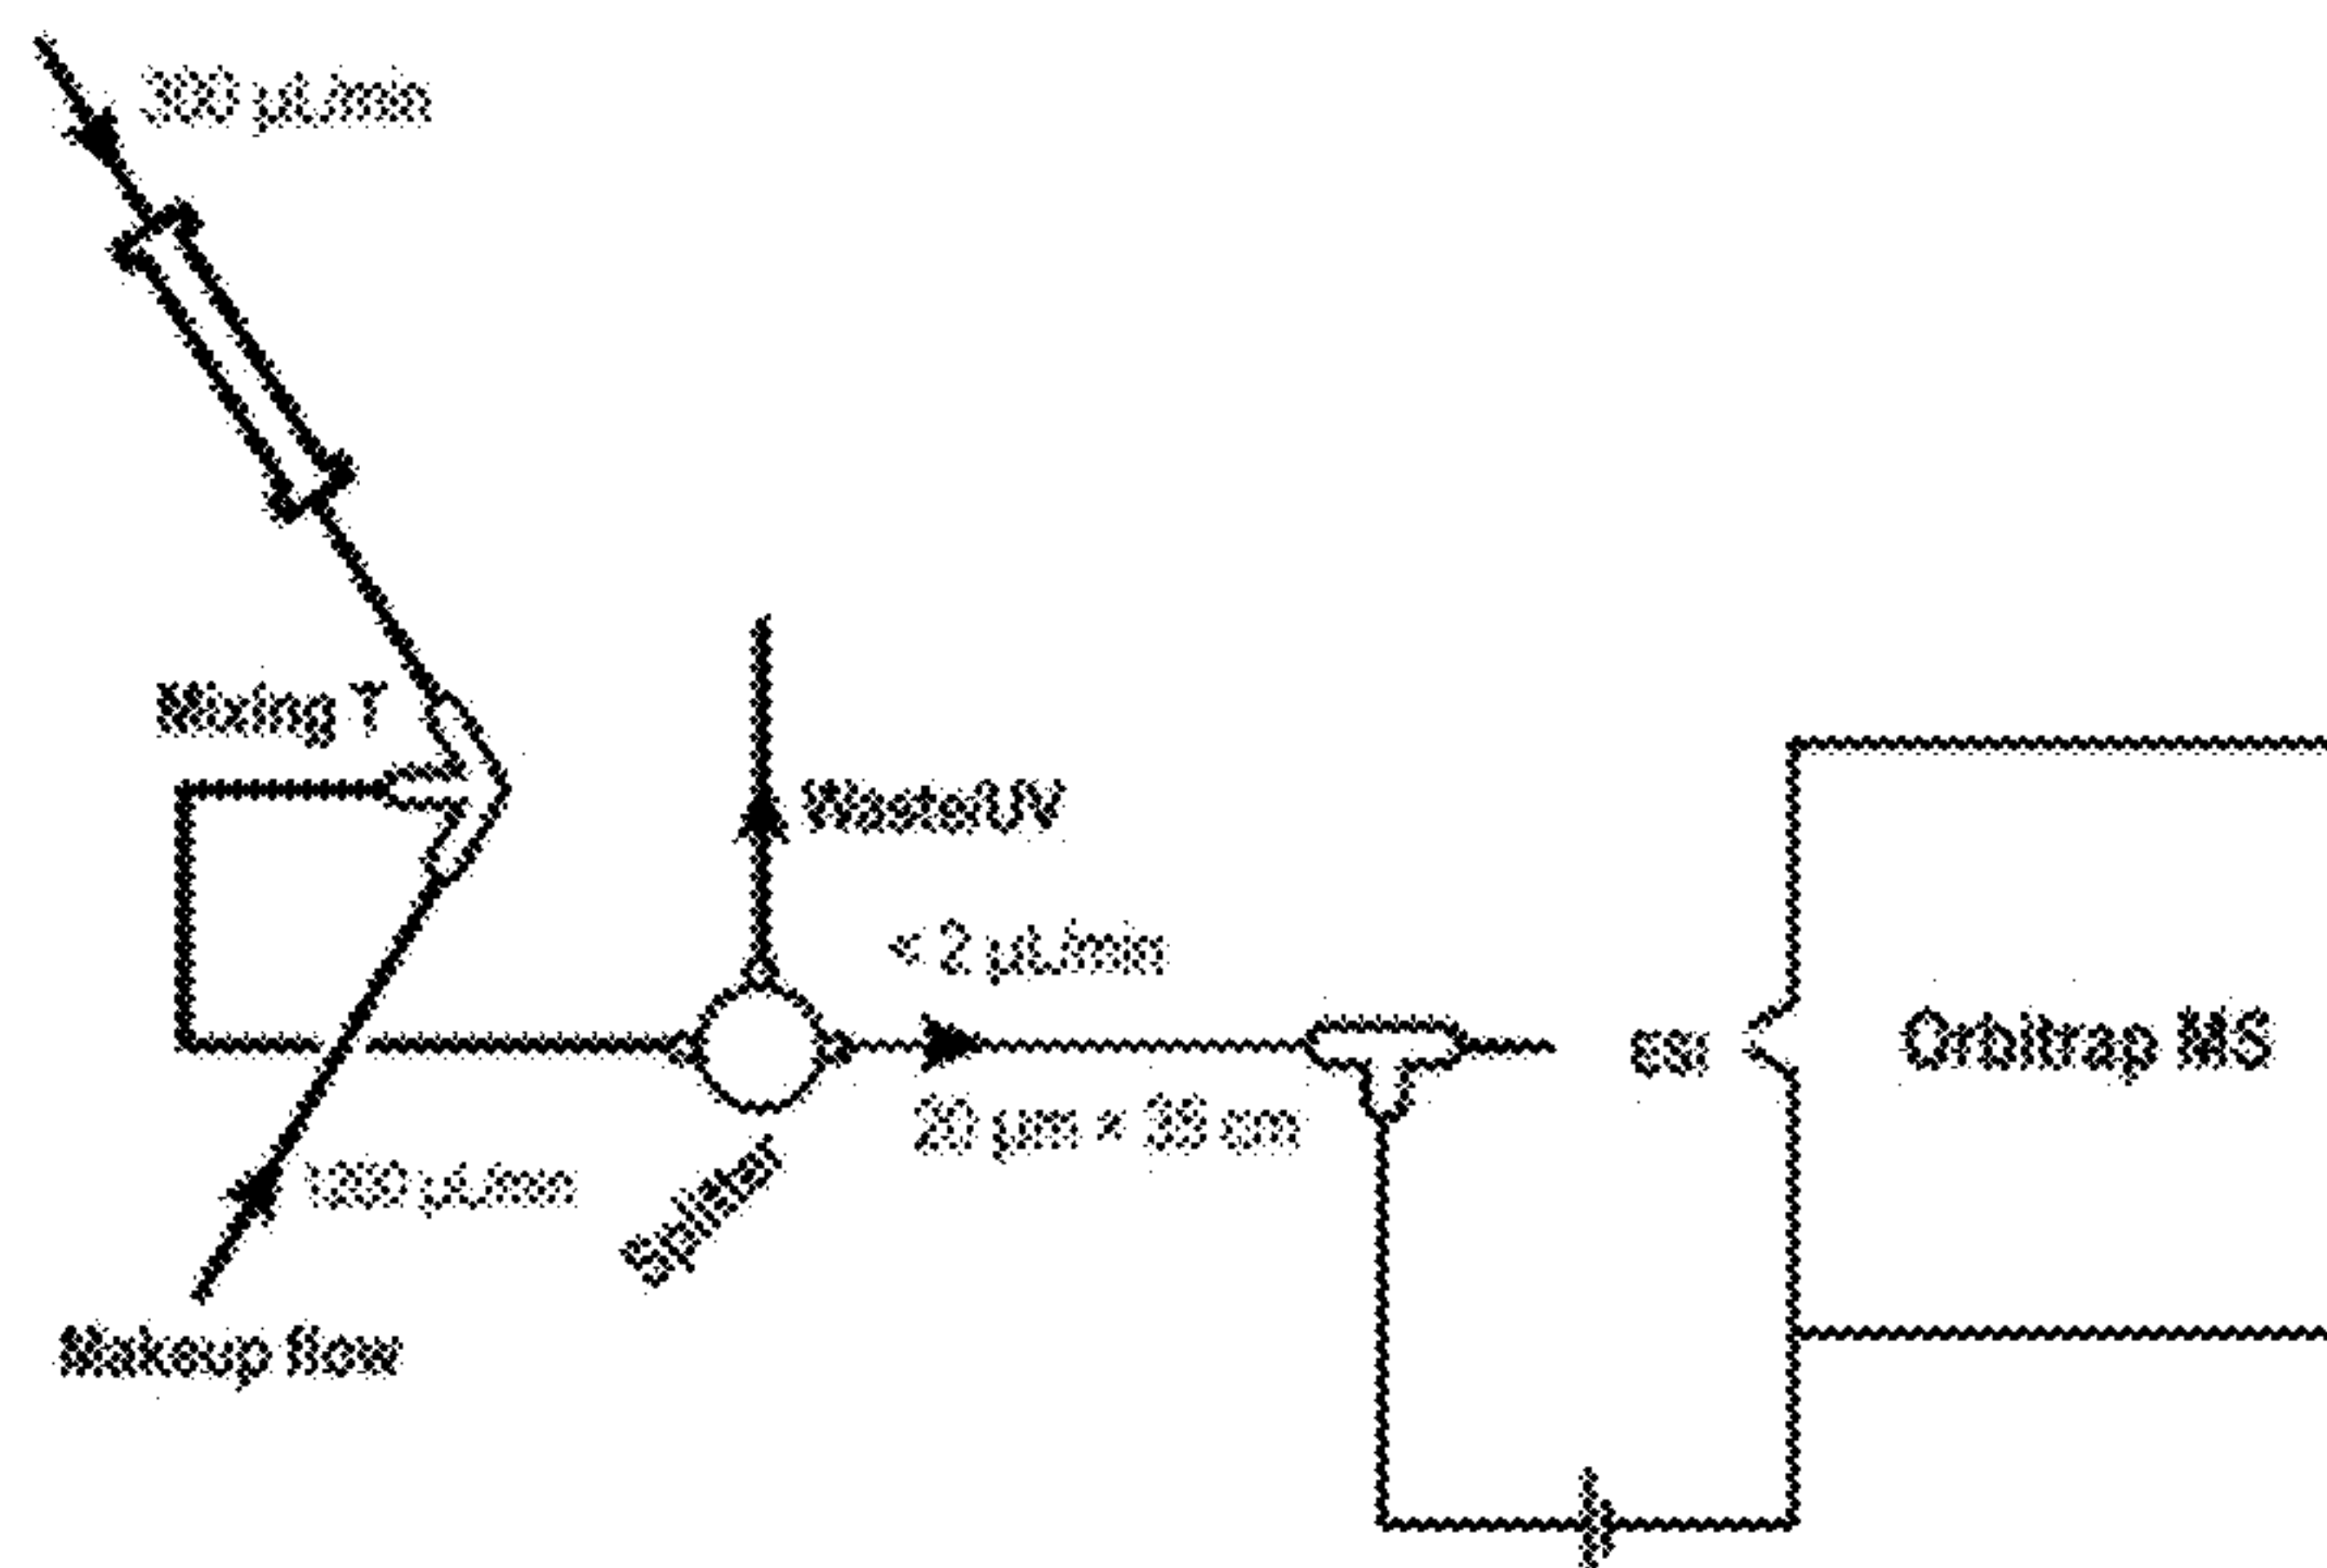 300 µL/min
Mixing T
Waste/UV
< 2 µL/min
ESI
Orbitrap MS
20 µm × 38 cm
1200 µL/min
Splitter
Makeup flow